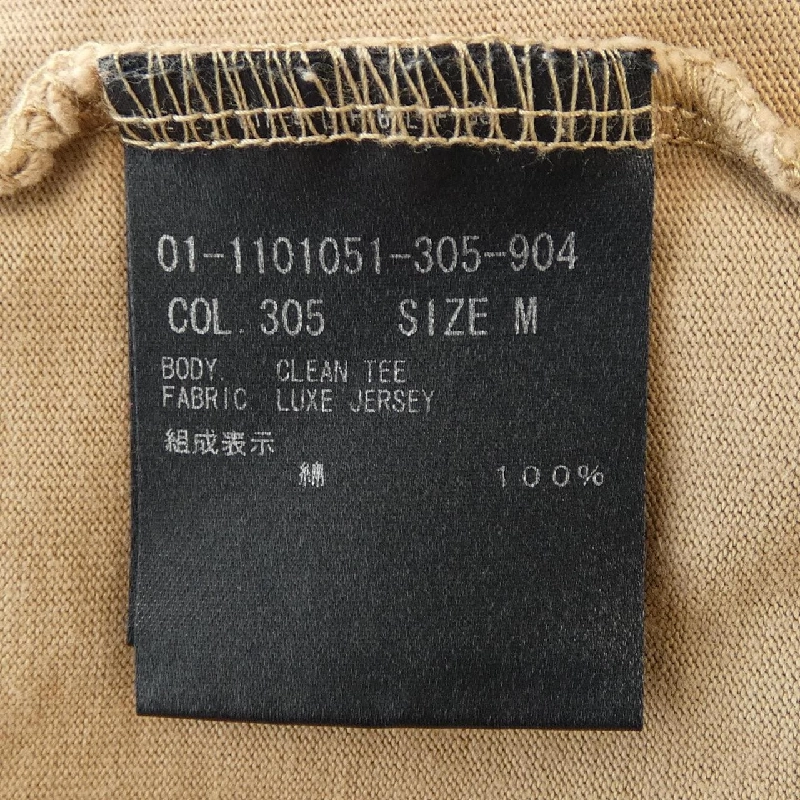 01-1101051-305-904
COL. 305 SIZE M
BODY. CLEAN TEE
FABRIC. LUXE JERSEY
組成表示
綿 100%